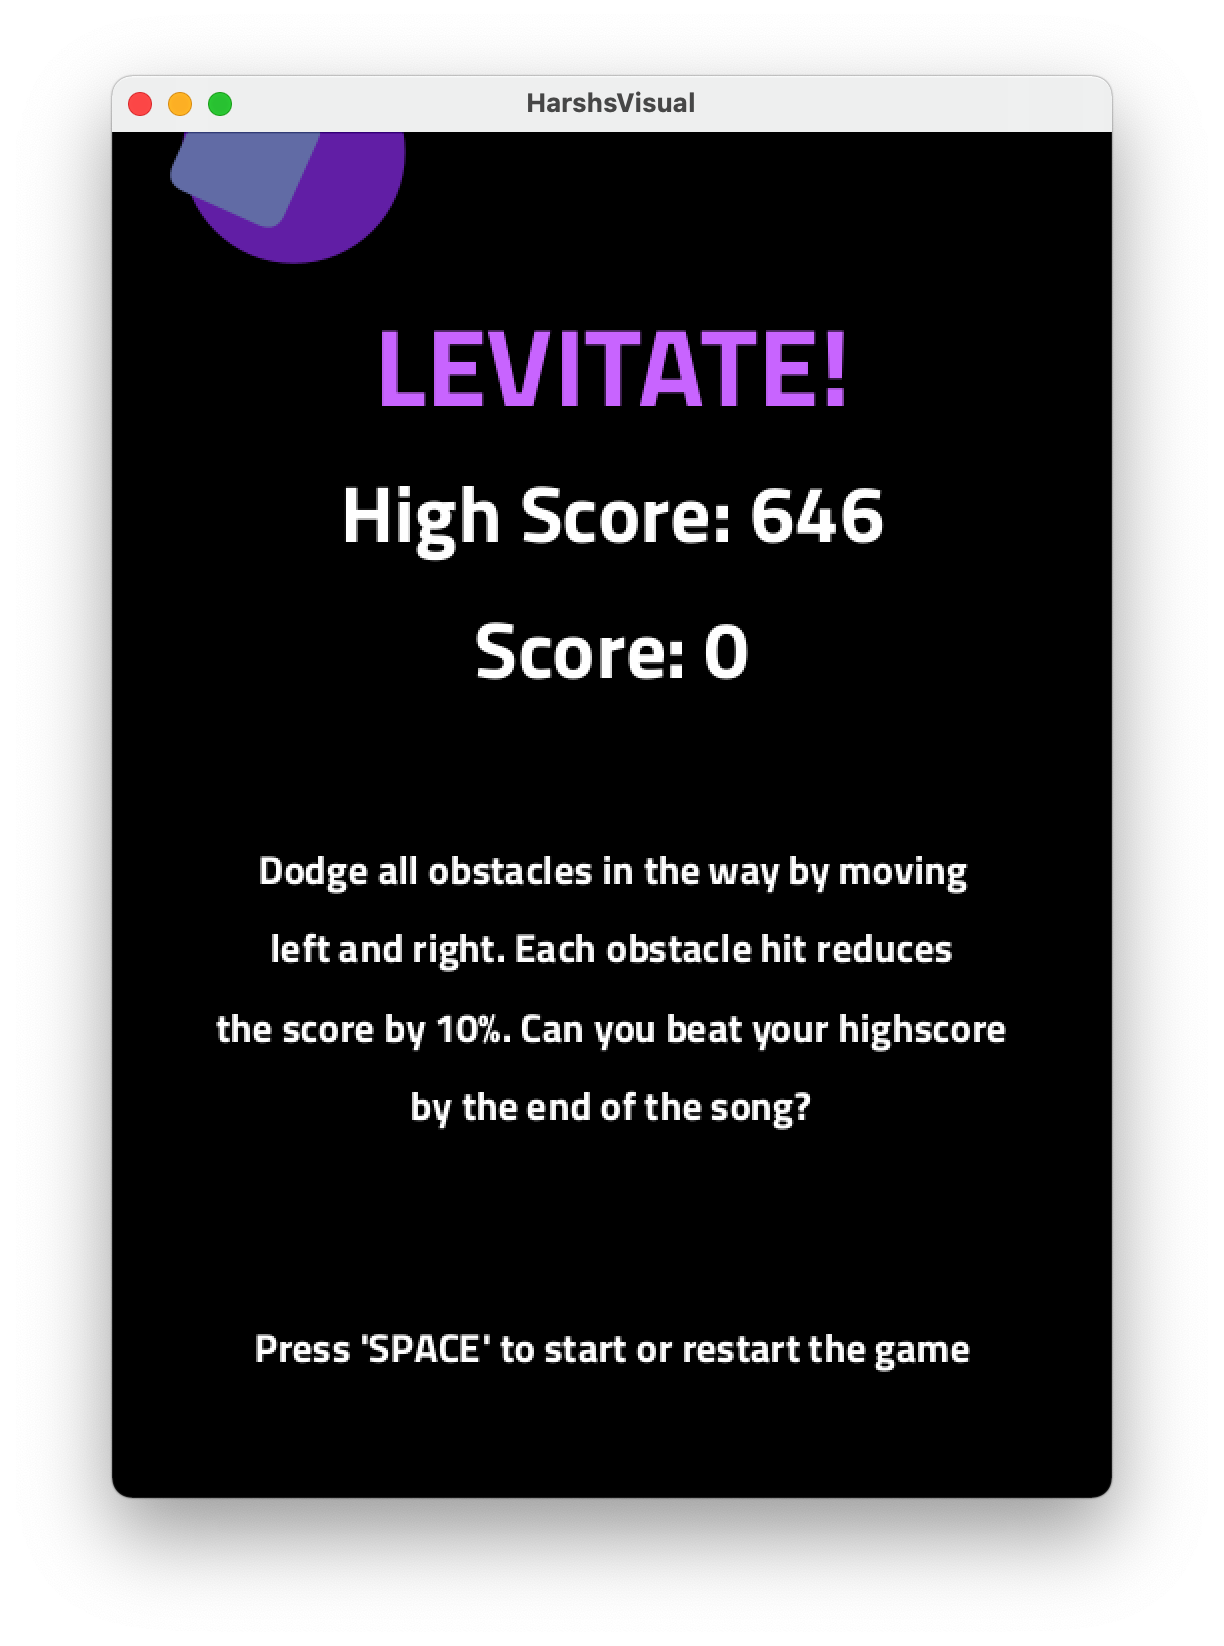 HarshsVisual
LEVITATE!
High Score: 646
Score: 0
Dodge all obstacles in the way by moving
left and right. Each obstacle hit reduces
the score by 10%. Can you beat your highscore
by the end of the song?
Press 'SPACE' to start or restart the game